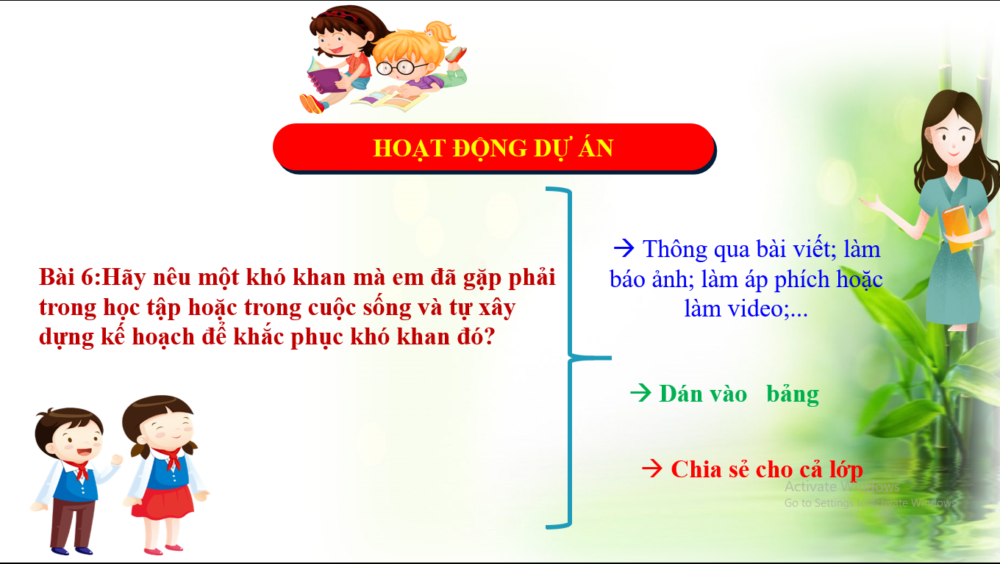 HOẠT ĐỘNG DỰ ÁN
Bài 6:Hãy nêu một khó khan mà em đã gặp phải
trong học tập hoặc trong cuộc sống và tự xây
dựng kế hoạch để khắc phục khó khan đó?
→ Thông qua bài viết; làm
báo ảnh; làm áp phích hoặc
làm video;...
→ Dán vào bảng
→ Chia sẻ cho cả lớp
Activate Windows
Go to Settings to activate Windows.